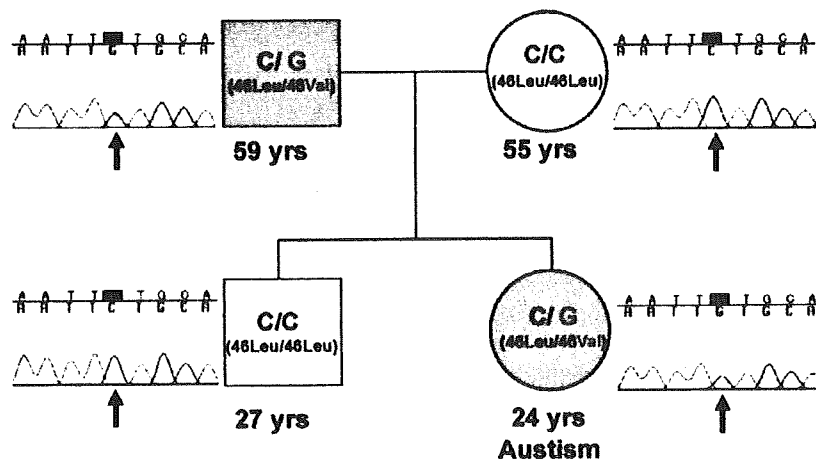 A A T T T G C A
A A T T G T G C A
C/ G
(46Leu/46Val)
59 yrs
C/C
(46Leu/46Leu)
55 yrs
A A T T T G C A
A A T T C T G C A
A A T T T G C A
A A T T C T G C A
C/C
(46Leu/46Leu)
27 yrs
C/ G
(46Leu/46Val)
24 yrs
Austism
A A T T T G C A
A A T T G T G C A